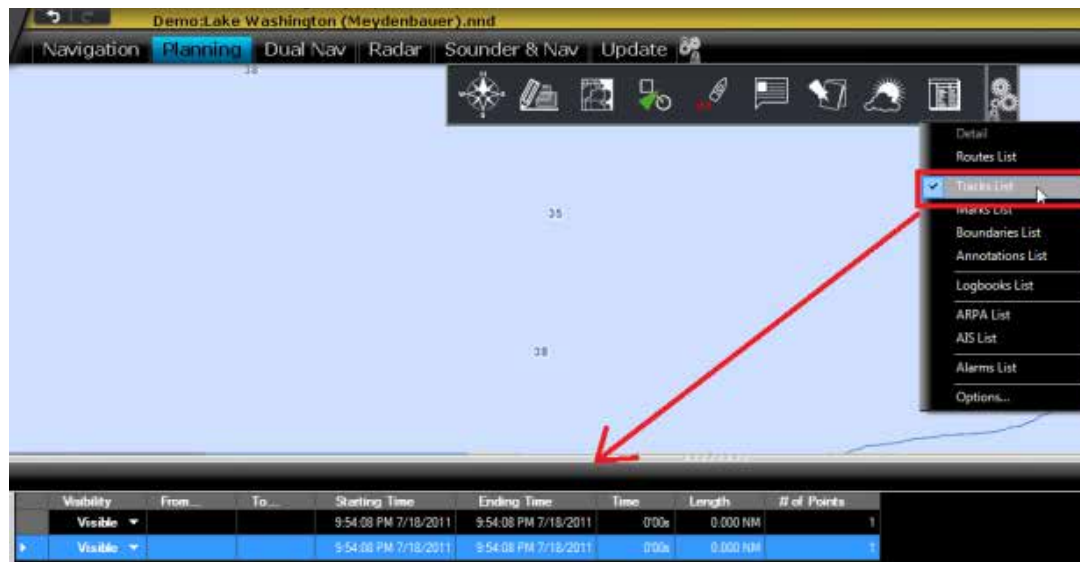 Demo:Lake Washington (Meydenbauer).nnd
Navigation Planning Dual Nav Radar Sounder & Nav Update
38
Detail
Routes List
Tracks List
Marks List
35
Boundaries List
Annotations List
Logbooks List
ARPA List
AIS List
38
Alarms List
Options...
Visibility From... To... Starting Time Ending Time Time Length # of Points
Visible 9:54:08 PM 7/18/2011 9:54:08 PM 7/18/2011 0'00s 0.000 NM 1
Visible 9:54:08 PM 7/18/2011 9:54:08 PM 7/18/2011 0'00s 0.000 NM 1